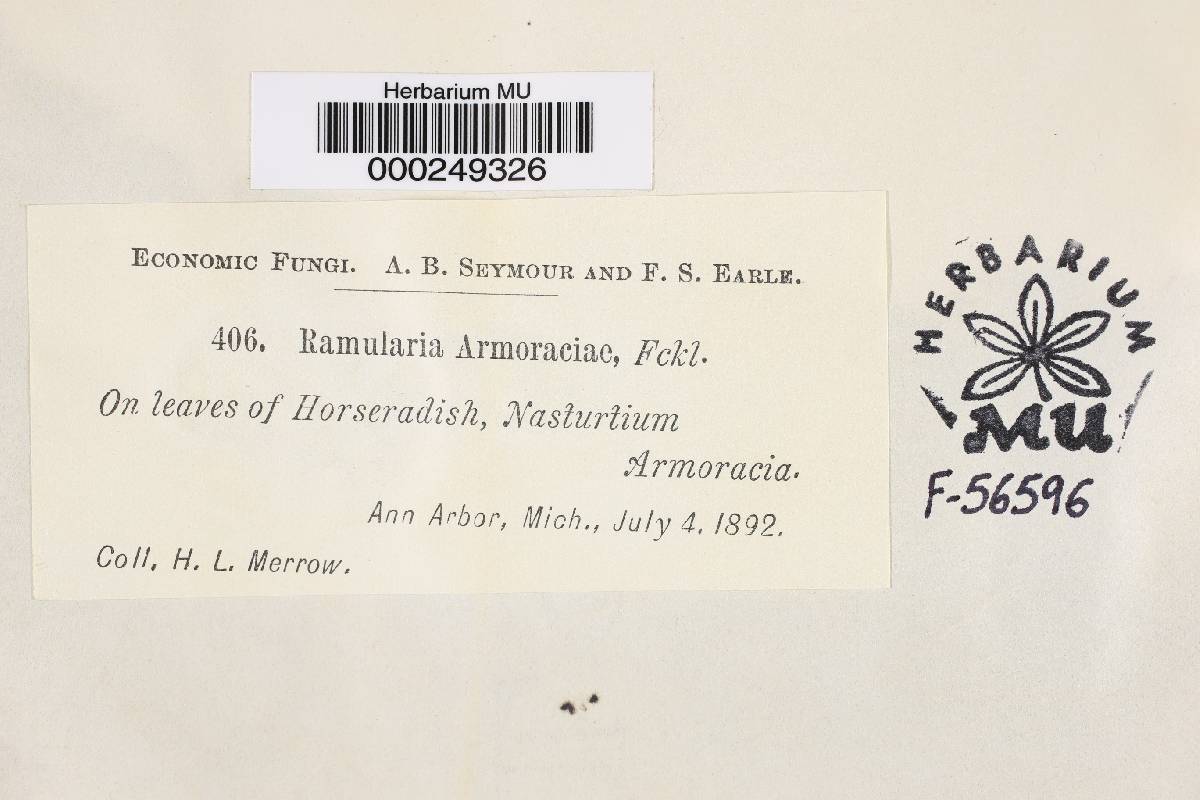 Herbarium MU
000249326
Economic Fungi. A. B. Seymour and F. S. Earle.
406. Ramularia Armoraciae, Fckl.
On leaves of Horseradish, Nasturtium
Armoracia.
Ann Arbor, Mich., July 4. 1892.
Coll. H. L. Merrow.
HERBARIUM
MU
F-56596